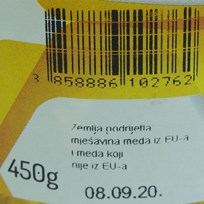 3 858886 102762
Zemlja podrijetla
mješavina meda iz EU-a
i meda koji
nije iz EU-a
450g
08.09.20.